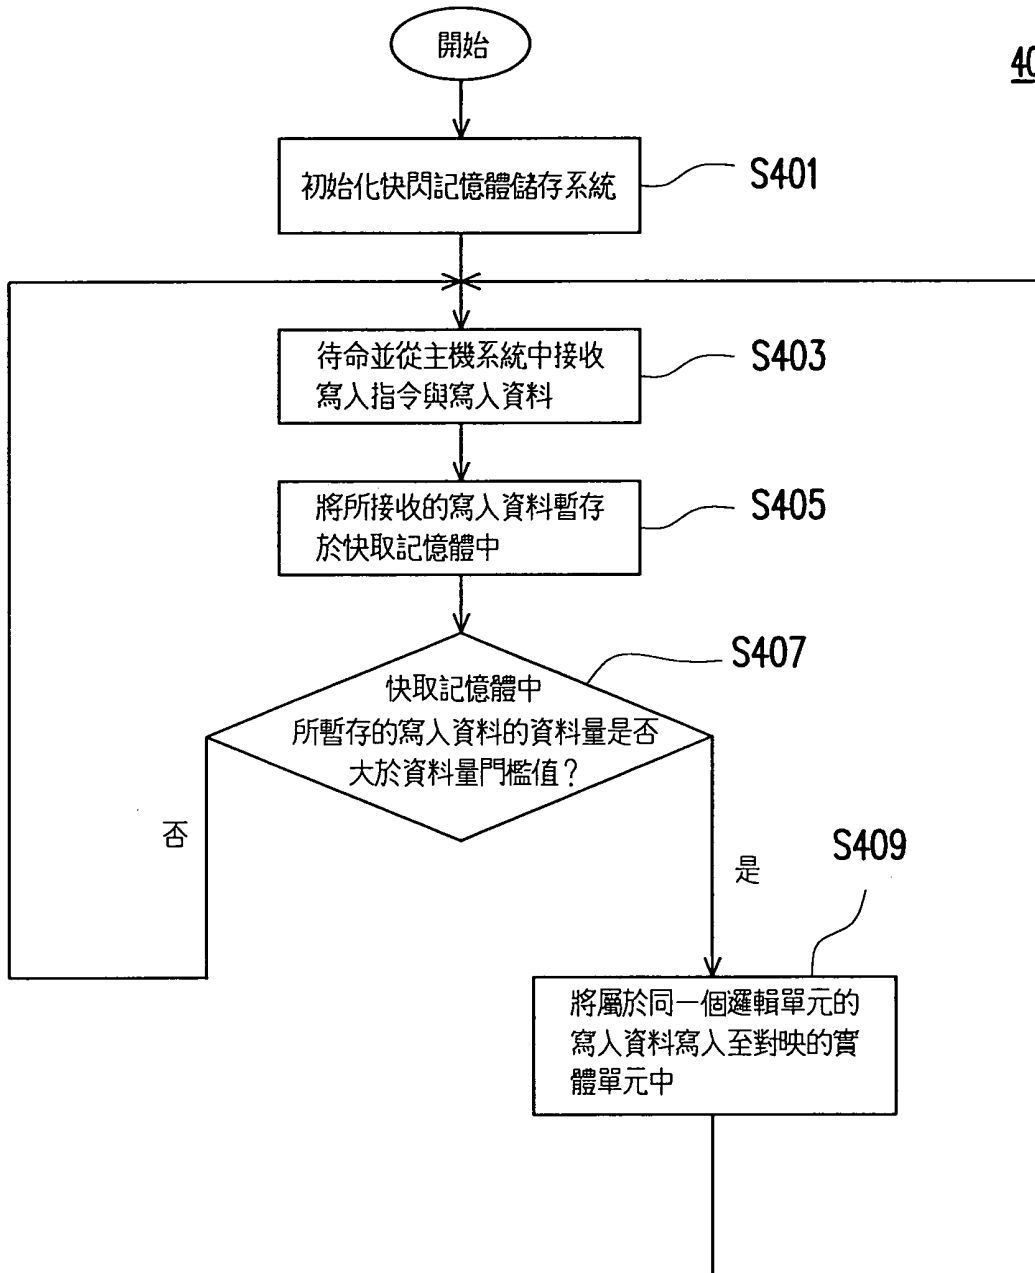 開始
40
初始化快閃記憶體儲存系統
S401
待命並從主機系統中接收
寫入指令與寫入資料
S403
將所接收的寫入資料暫存
於快取記憶體中
S405
快取記憶體中
所暫存的寫入資料的資料量是否
大於資料量門檻值？
S407
否
是
S409
將屬於同一個邏輯單元的
寫入資料寫入至對映的實
體單元中